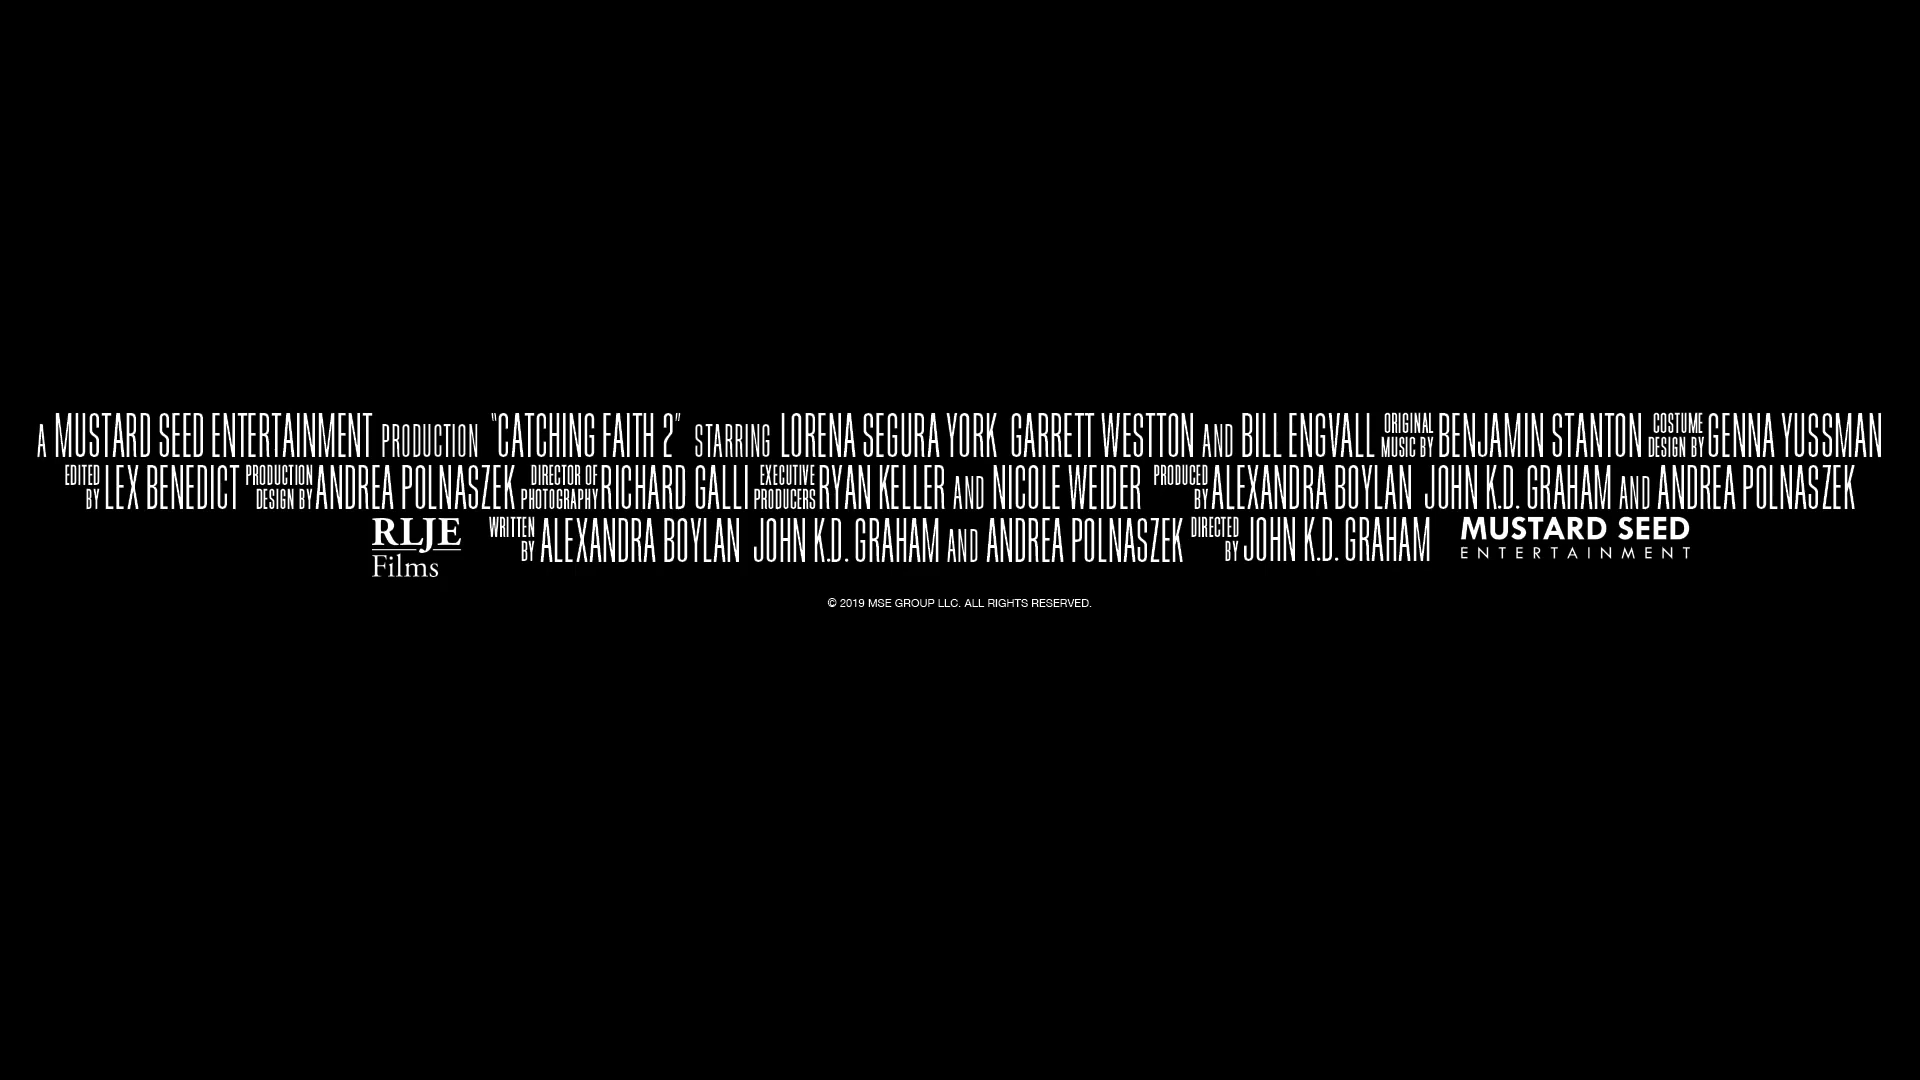 A MUSTARD SEED ENTERTAINMENT PRODUCTION "CATCHING FAITH 2" STARRING LORENA SEGURA YORK GARRETT WESTTON AND BILL ENGVALL ORIGINAL MUSIC BY BENJAMIN STANTON COSTUME DESIGN BY GENNA YUSSMAN
EDITED BY LEX BENEDICT PRODUCTION DESIGN BY ANDREA POLNASZEK DIRECTOR OF PHOTOGRAPHY RICHARD GALLI EXECUTIVE PRODUCERS RYAN KELLER AND NICOLE WEIDER PRODUCED BY ALEXANDRA BOYLAN JOHN K.D. GRAHAM AND ANDREA POLNASZEK
RLJE Films WRITTEN BY ALEXANDRA BOYLAN JOHN K.D. GRAHAM AND ANDREA POLNASZEK DIRECTED BY JOHN K.D. GRAHAM MUSTARD SEED ENTERTAINMENT
© 2019 MSE GROUP LLC. ALL RIGHTS RESERVED.